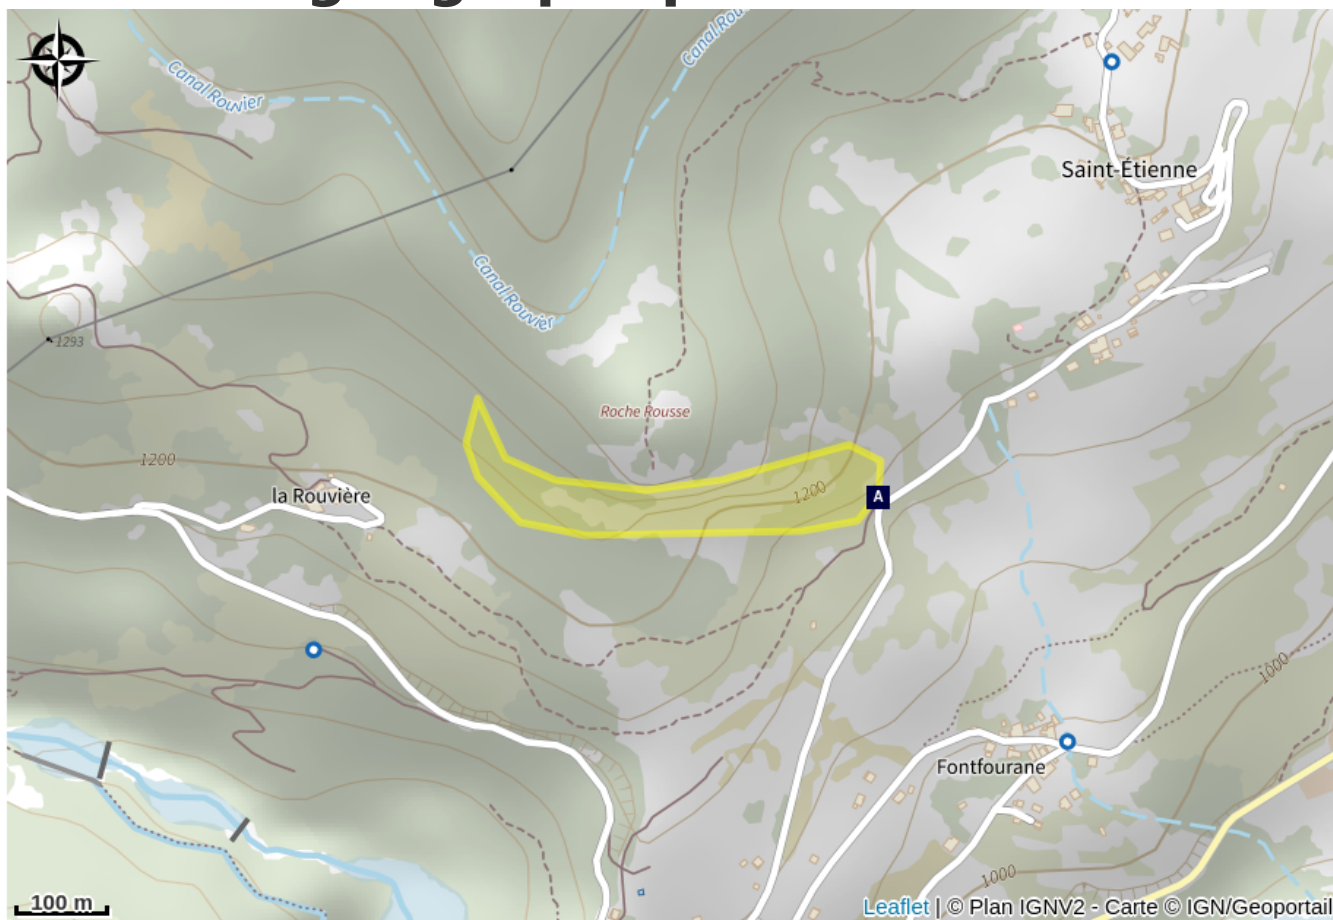 Canal Rouvier
Canal Rou
Saint-Étienne
Canal Rouvier
1293
Roche Rousse
1200
la Rouvière
1200
A
1000
Fontfourane
1000
100 m
Leaflet | © Plan IGNV2 - Carte © IGN/Geoportail